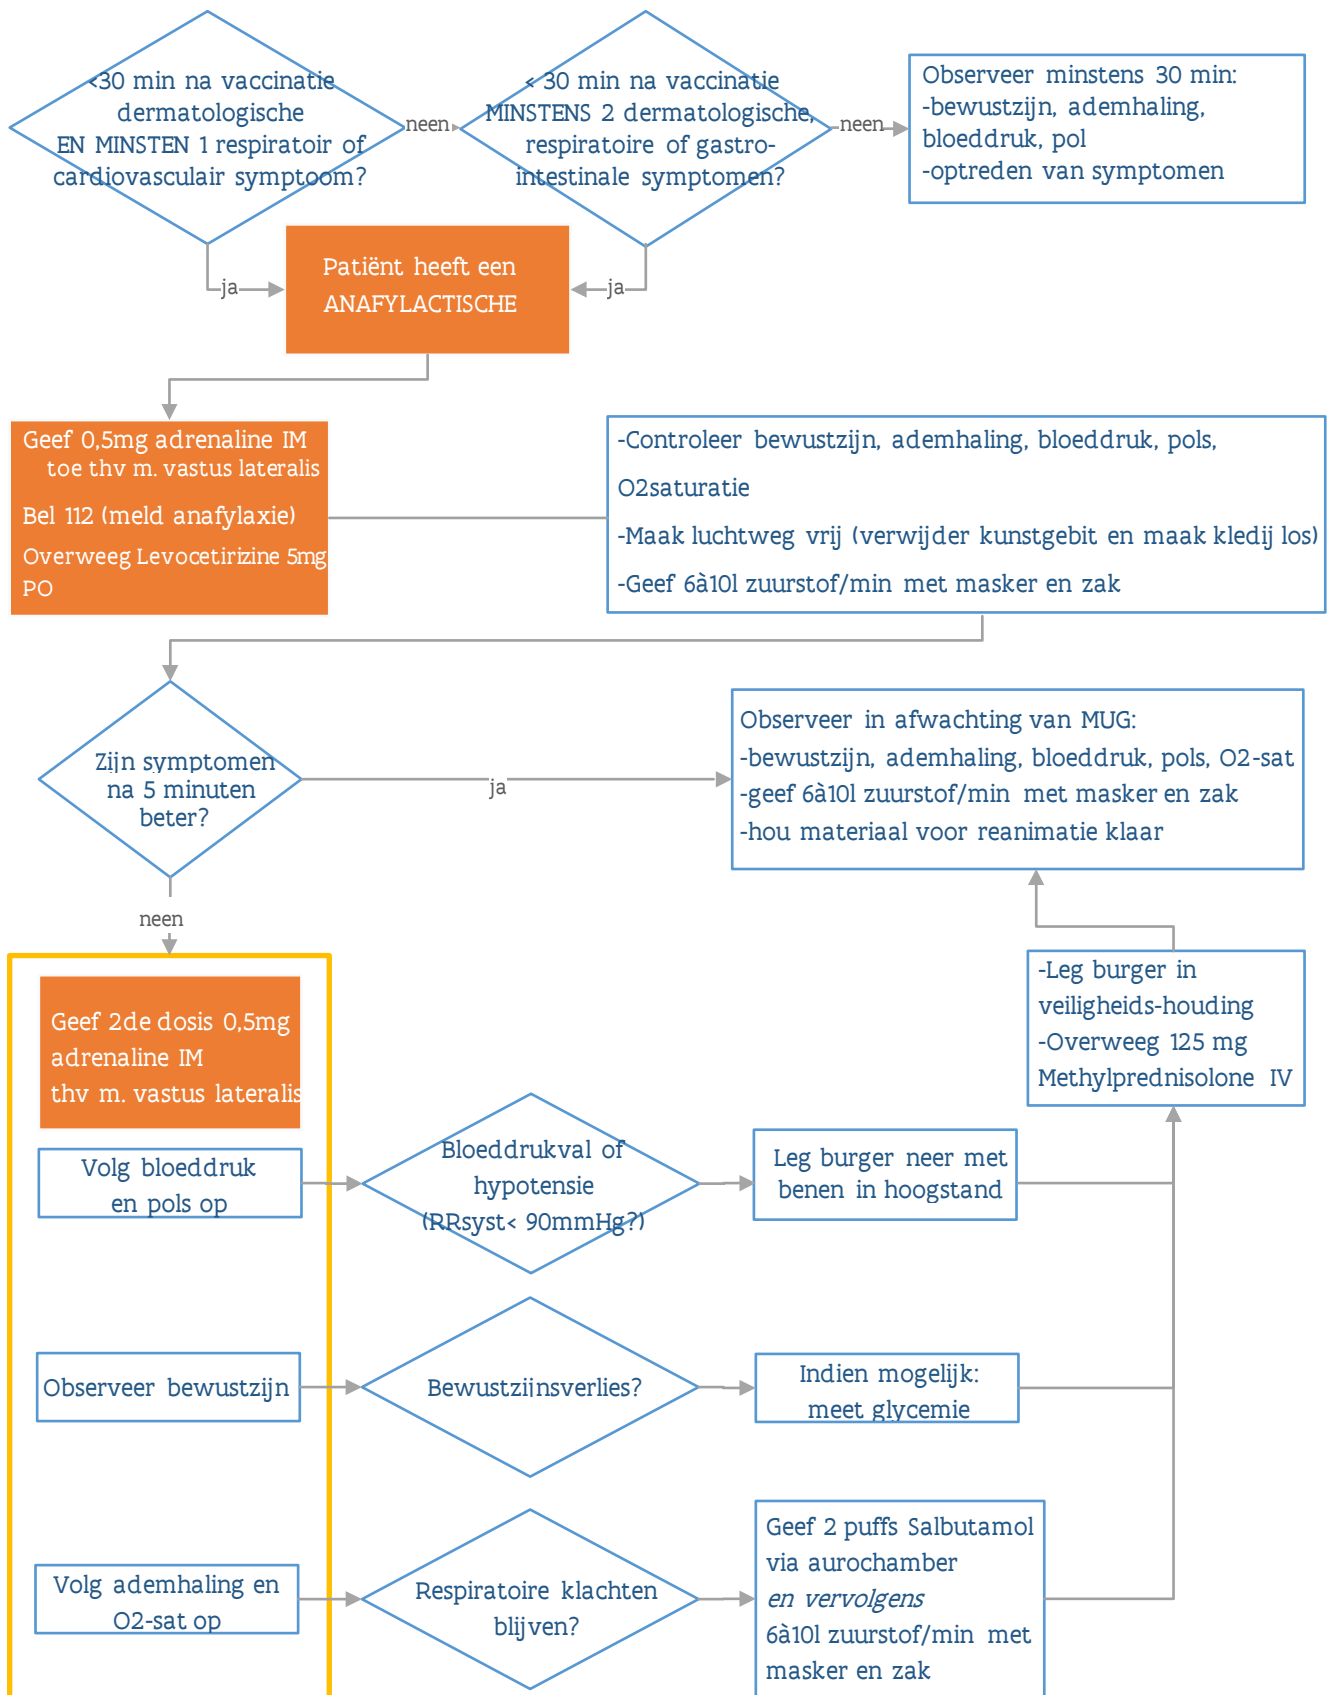 <30 min na vaccinatie
dermatologische
EN MINSTEN 1 respiratoir of
cardiovasculair symptoom?
neen
< 30 min na vaccinatie
MINSTENS 2 dermatologische,
respiratoire of gastro-
intestinale symptomen?
neen
Observeer minstens 30 min:
-bewustzijn, ademhaling,
bloeddruk, pol
-optreden van symptomen
ja
Patiënt heeft een
ANAFYLACTISCHE
ja
Geef 0,5mg adrenaline IM
toe thv m. vastus lateralis
Bel 112 (meld anafylaxie)
Overweeg Levocetirizine 5mg
PO
-Controleer bewustzijn, ademhaling, bloeddruk, pols,
O2saturatie
-Maak luchtweg vrij (verwijder kunstgebit en maak kledij los)
-Geef 6à10l zuurstof/min met masker en zak
Zijn symptomen
na 5 minuten
beter?
ja
Observeer in afwachting van MUG:
-bewustzijn, ademhaling, bloeddruk, pols, O2-sat
-geef 6à10l zuurstof/min met masker en zak
-hou materiaal voor reanimatie klaar
neen
Geef 2de dosis 0,5mg
adrenaline IM
thv m. vastus lateralis
-Leg burger in
veiligheids-houding
-Overweeg 125 mg
Methylprednisolone IV
Volg bloeddruk
en pols op
Bloeddrukval of
hypotensie
(RRsyst< 90mmHg?)
Leg burger neer met
benen in hoogstand
Observeer bewustzijn
Bewustzijnsverlies?
Indien mogelijk:
meet glycemie
Volg ademhaling en
O2-sat op
Respiratoire klachten
blijven?
Geef 2 puffs Salbutamol
via aurochamber
en vervolgens
6à10l zuurstof/min met
masker en zak